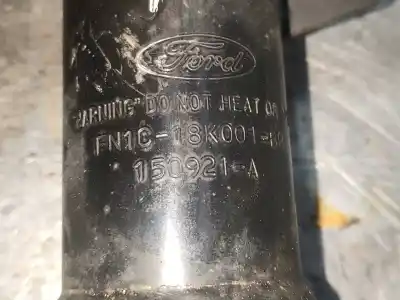 Ford
"WARNING" DO NOT HEAT OR
FN1C-18K001-
150921-A